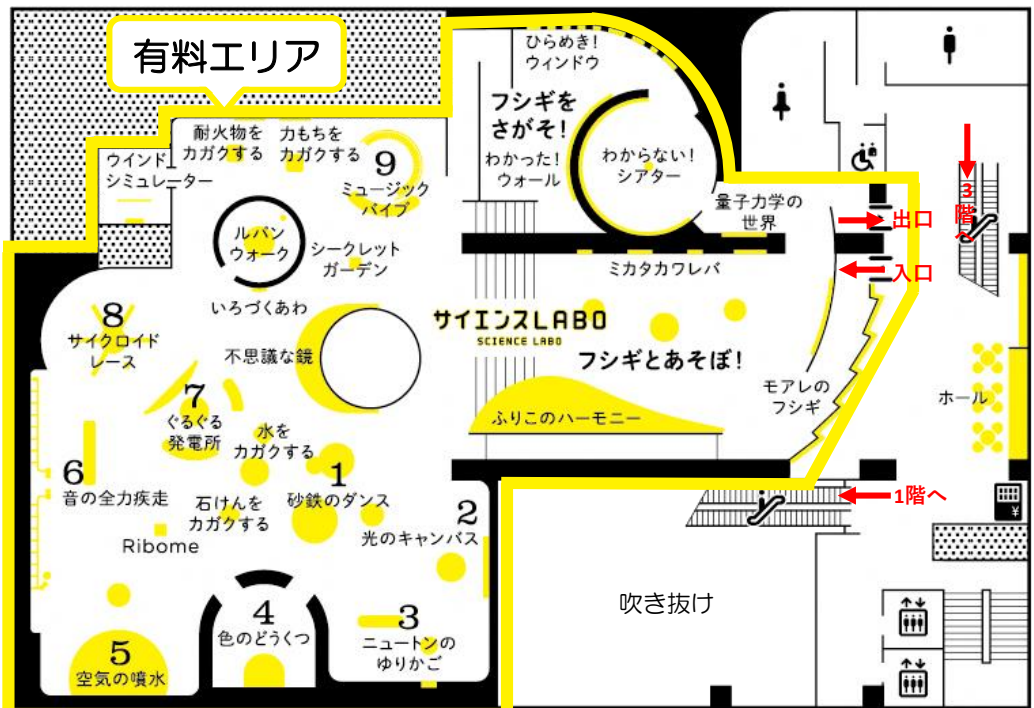 有料エリア
ひらめき!
ウィンドウ
フシギを
さがそ!
わかった!
ウォール
わからない!
シアター
量子力学の
世界
出口
入口
3
階
へ
耐火物を
カガクする
力もちを
カガクする
ウインド
シミュレーター
9
ミュージック
パイプ
ルパン
ウォーク
シークレット
ガーデン
いろづくあわ
ミカタカワレバ
サイエンスLABO
SCIENCE LABO
フシギとあそぼ!
8
サイクロイド
レース
不思議な鏡
モアレの
フシギ
ホール
ふりこのハーモニー
7
ぐるぐる
発電所
水を
カガクする
6
音の全力疾走
1
砂鉄のダンス
石けんを
カガクする
2
光のキャンバス
1階へ
¥
Ribome
4
色のどうくつ
3
ニュートンの
ゆりかご
吹き抜け
5
空気の噴水